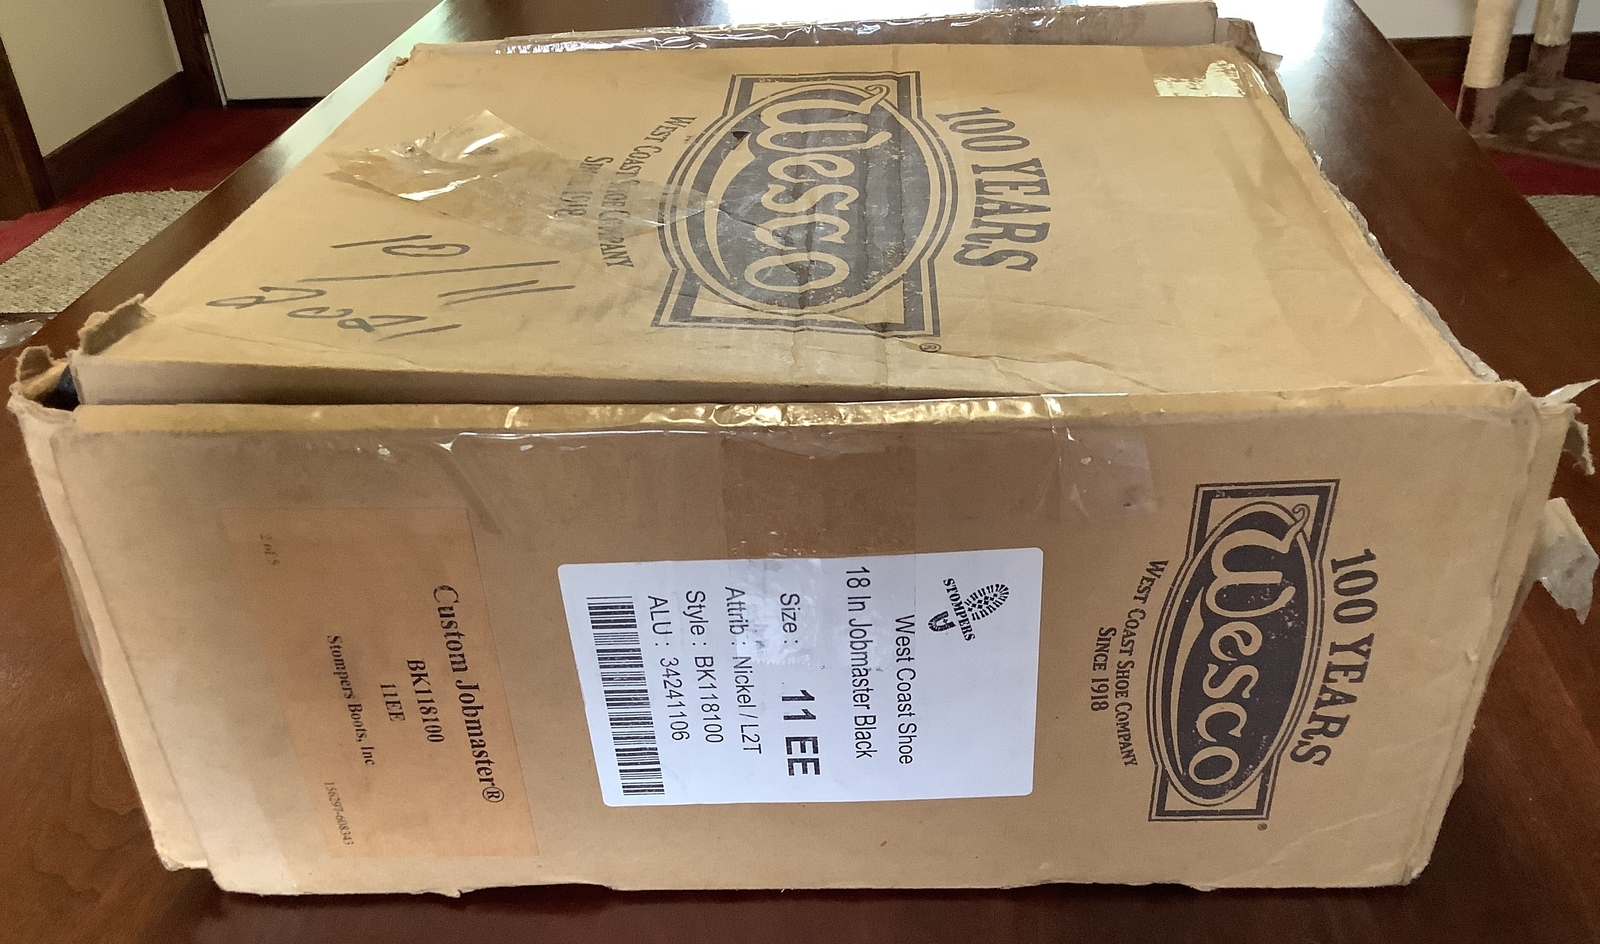 100 YEARS
Wesco
®
WEST COAST SHOE COMPANY
SINCE 1918
10/11
2021
100 YEARS
Wesco
®
WEST COAST SHOE COMPANY
SINCE 1918
STOMPERS
West Coast Shoe
18 In Jobmaster Black
Size : 11 EE
Attrib : Nickel / L2T
Style : BK118100
ALU : 34241106
Custom Jobmaster®
BK118100
11EE
Stompers Boots, Inc